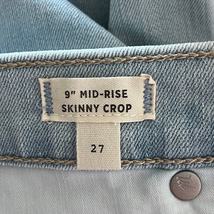 9" MID-RISE
SKINNY CROP
27